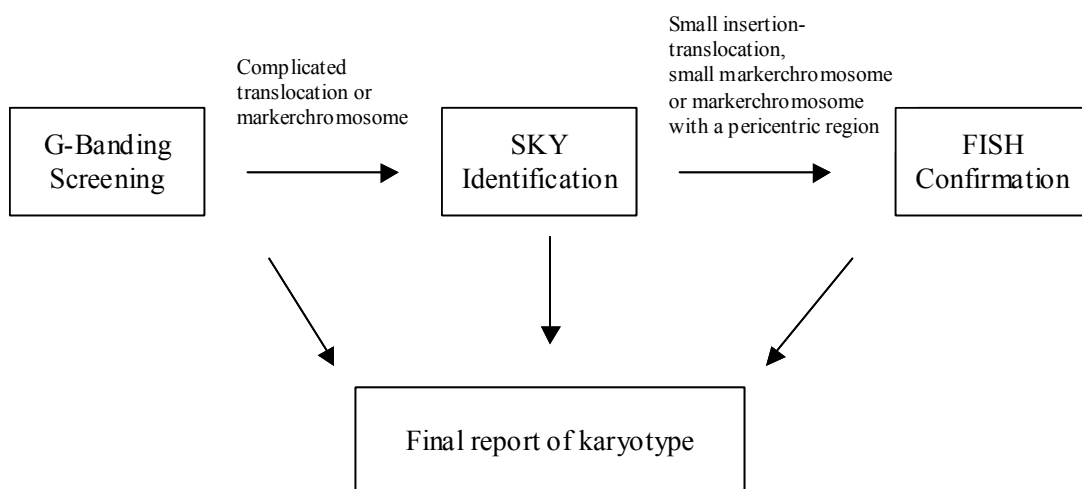 G-Banding
Screening
Complicated
translocation or
markerchromosome
SKY
Identification
Small insertion-
translocation,
small markerchromosome
or markerchromosome
with a pericentric region
FISH
Confirmation
Final report of karyotype